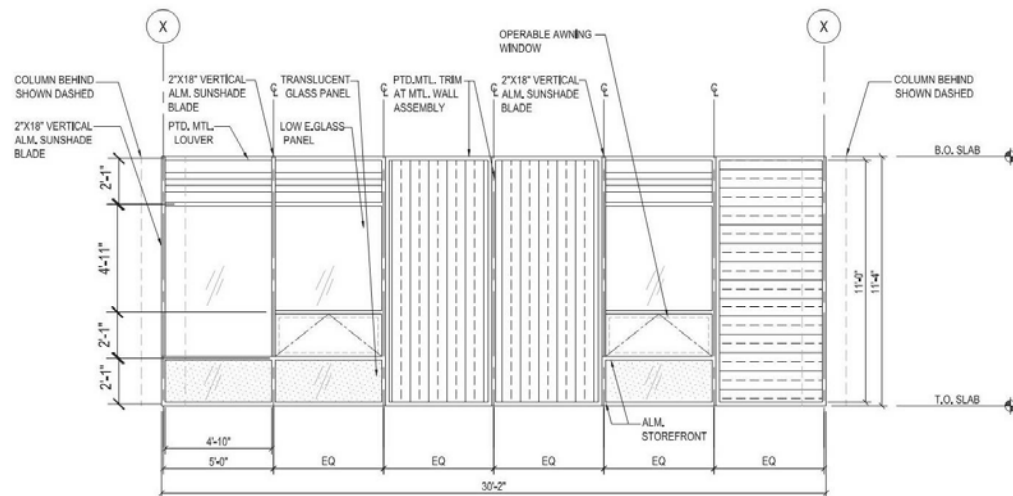 X
X
OPERABLE AWNING
WINDOW
COLUMN BEHIND
SHOWN DASHED
2"X18" VERTICAL
ALM. SUNSHADE
BLADE
TRANSLUCENT
GLASS PANEL
PTD.MTL. TRIM
AT MTL. WALL
ASSEMBLY
2"X18" VERTICAL
ALM. SUNSHADE
BLADE
COLUMN BEHIND
SHOWN DASHED
℄
℄
℄
℄
℄
2"X18" VERTICAL
ALM. SUNSHADE
BLADE
PTD. MTL.
LOUVER
LOW E.GLASS
PANEL
B.O. SLAB
2'-1"
4'-11"
2'-1"
2'-1"
11'-0"
11'-4"
T.O. SLAB
ALM.
STOREFRONT
4'-10"
5'-0"
EQ
EQ
EQ
EQ
EQ
30'-2"